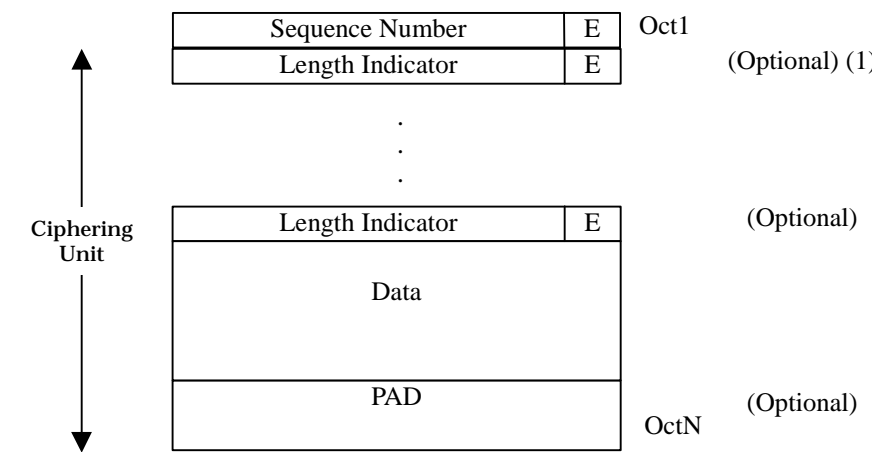 Sequence Number E Oct1
Length Indicator E (Optional) (1)
.
.
.
Ciphering
Unit
Length Indicator E (Optional)
Data
PAD (Optional)
OctN